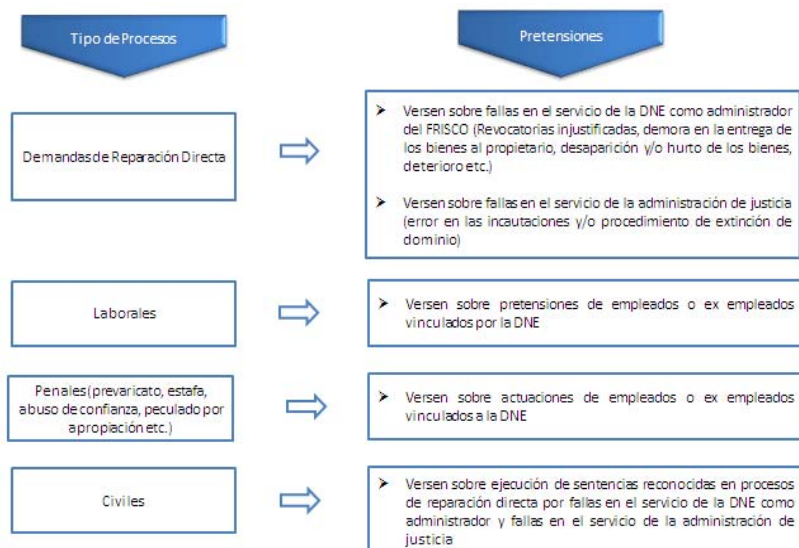 Tipo de Procesos
Pretensiones
Demandas de Reparación Directa
➢ Versen sobre fallas en el servicio de la DNE como administrador
del FRISCO (Revocatorias injustificadas, demora en la entrega de
los bienes al propietario, desaparición y/o hurto de los bienes,
deterioro etc.)
➢ Versen sobre fallas en el servicio de la administración de justicia
(error en las incautaciones y/o procedimiento de extinción de
dominio)
Laborales
➢ Versen sobre pretensiones de empleados o ex empleados
vinculados por la DNE
Penales (prevaricato, estafa,
abuso de confianza, peculado por
apropiación etc.)
➢ Versen sobre actuaciones de empleados o ex empleados
vinculados a la DNE
Civiles
➢ Versen sobre ejecución de sentencias reconocidas en procesos
de reparación directa por fallas en el servicio de la DNE como
administrador y fallas en el servicio de la administración de
justicia